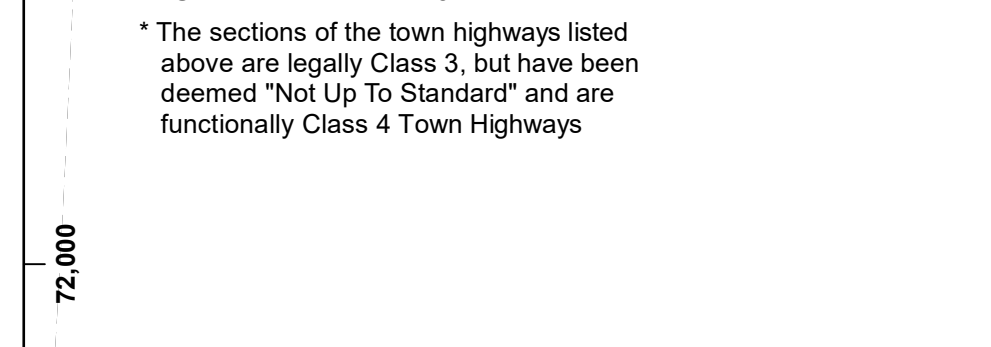 * The sections of the town highways listed
above are legally Class 3, but have been
deemed "Not Up To Standard" and are
functionally Class 4 Town Highways
72,000